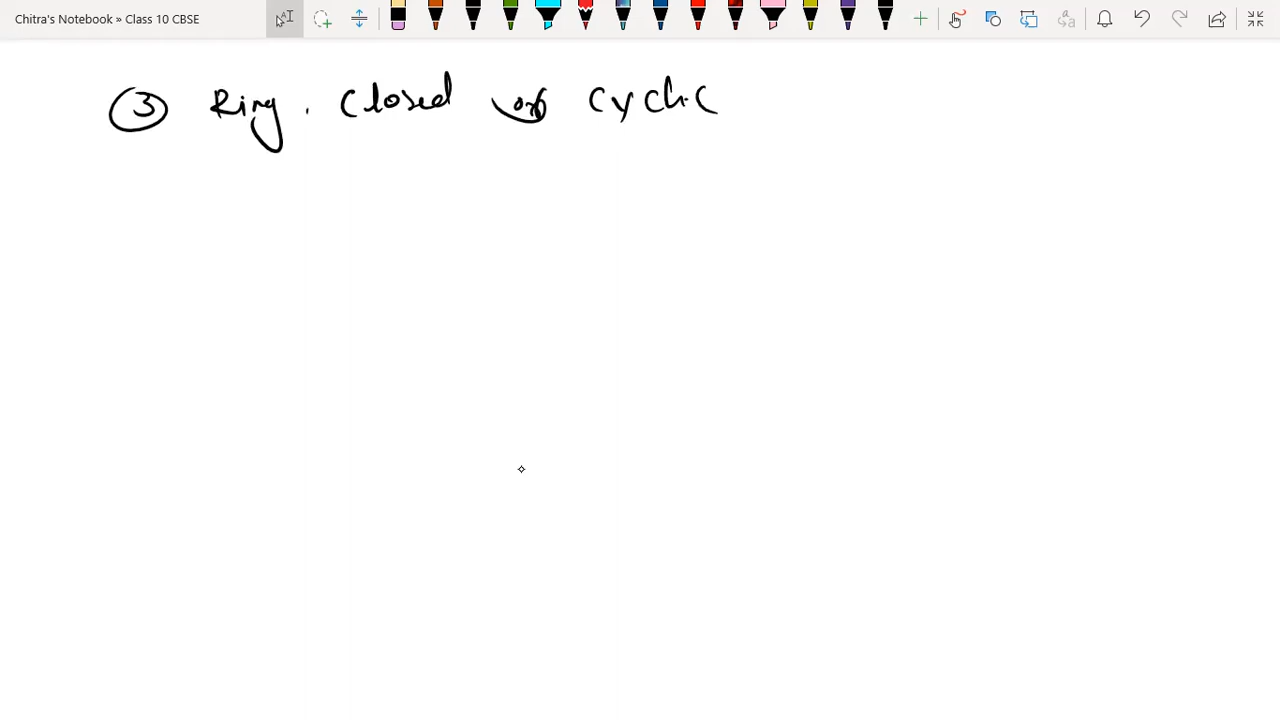 Chitra's Notebook » Class 10 CBSE
③ Ring . Closed or cyclic